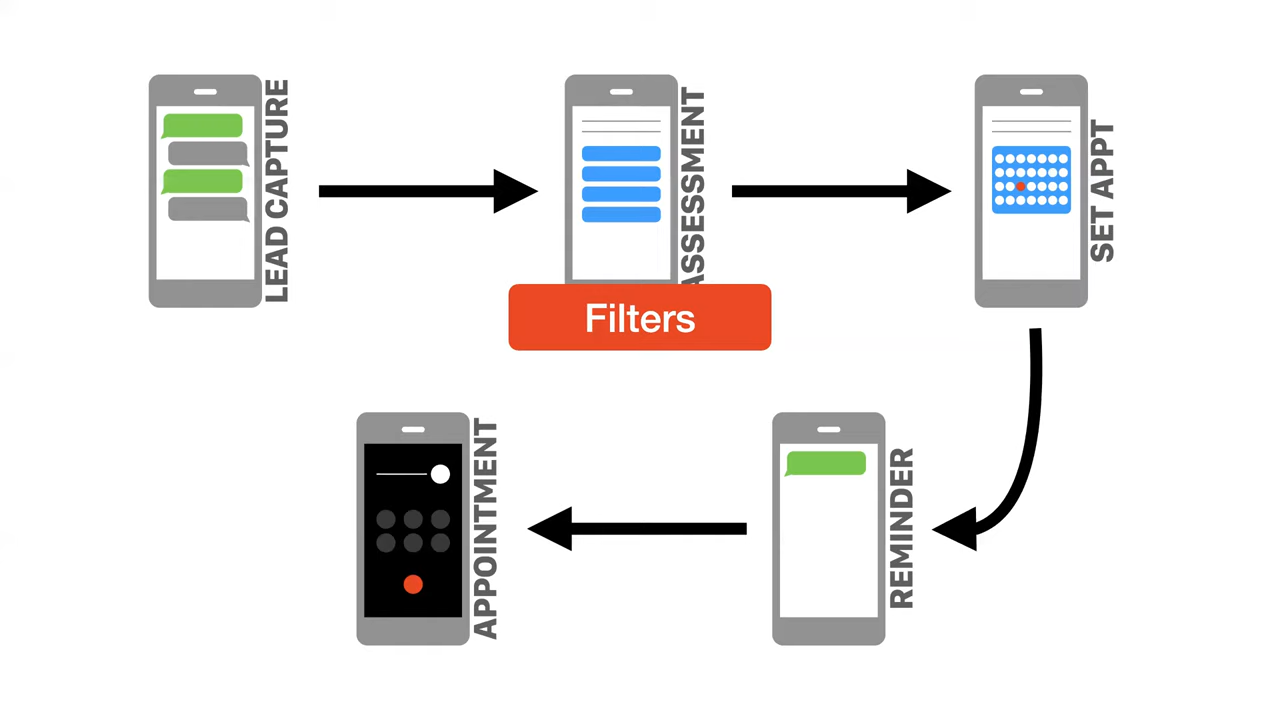 LEAD CAPTURE
ASSESSMENT
SET APPT
Filters
APPOINTMENT
REMINDER